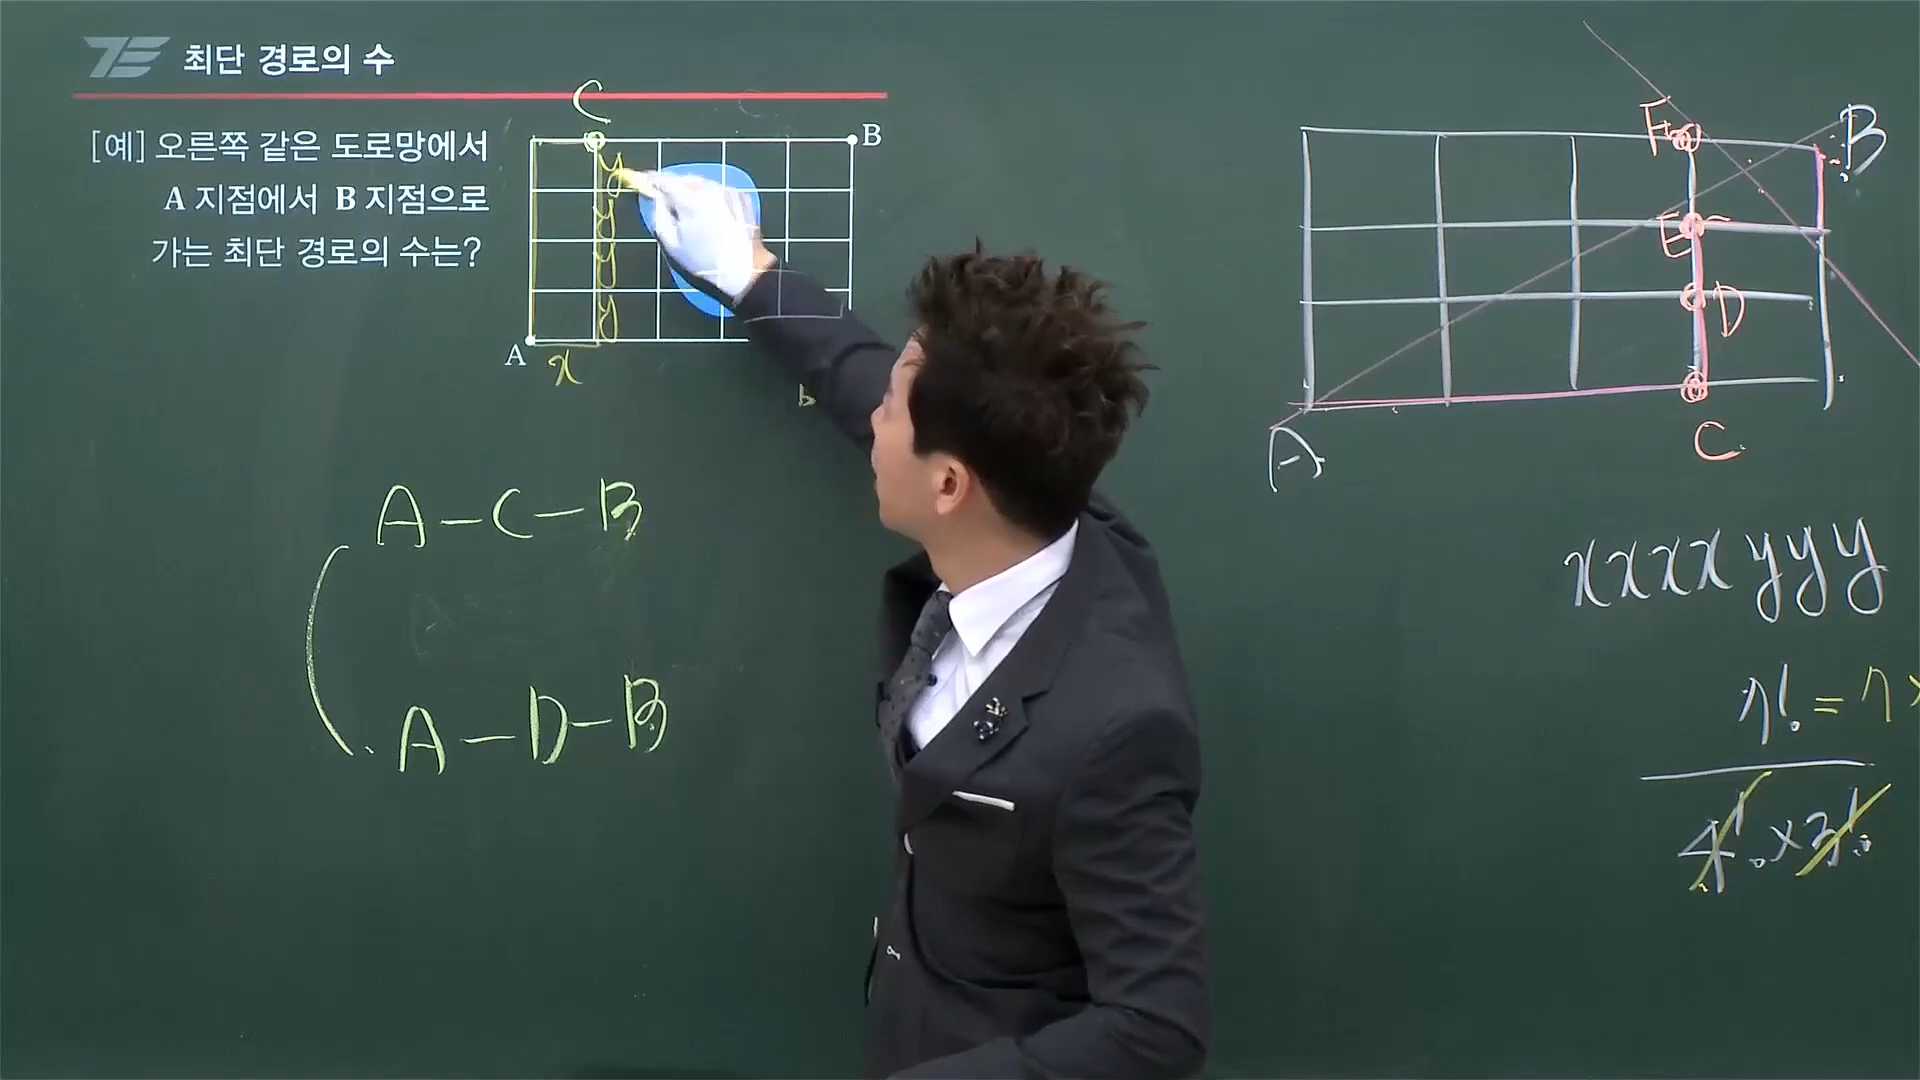 최단 경로의 수
[예] 오른쪽 같은 도로망에서
A 지점에서 B 지점으로
가는 최단 경로의 수는?
C
B
y
y
y
y
A
x
b
A-C-B
A-D-B
F
B
E
D
A
C
xxxxyyy
7! = 7×
4!×3!